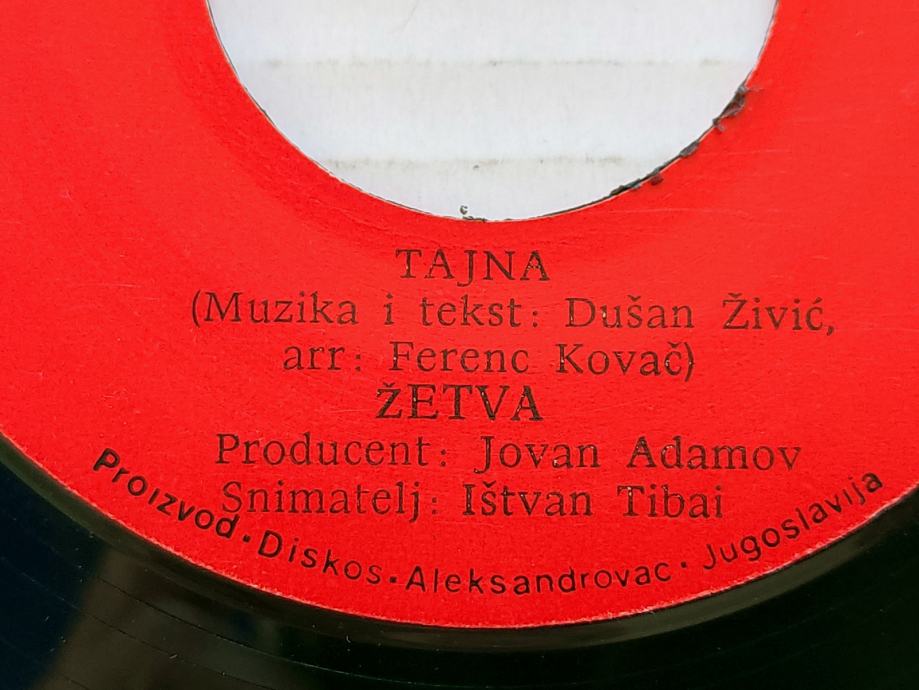 TAJNA
(Muzika i tekst: Dušan Živić,
arr: Ferenc Kovač)
ŽETVA
Producent: Jovan Adamov
Snimatelj: Ištvan Tibai
Proizvod · Diskos · Aleksandrovac · Jugoslavija